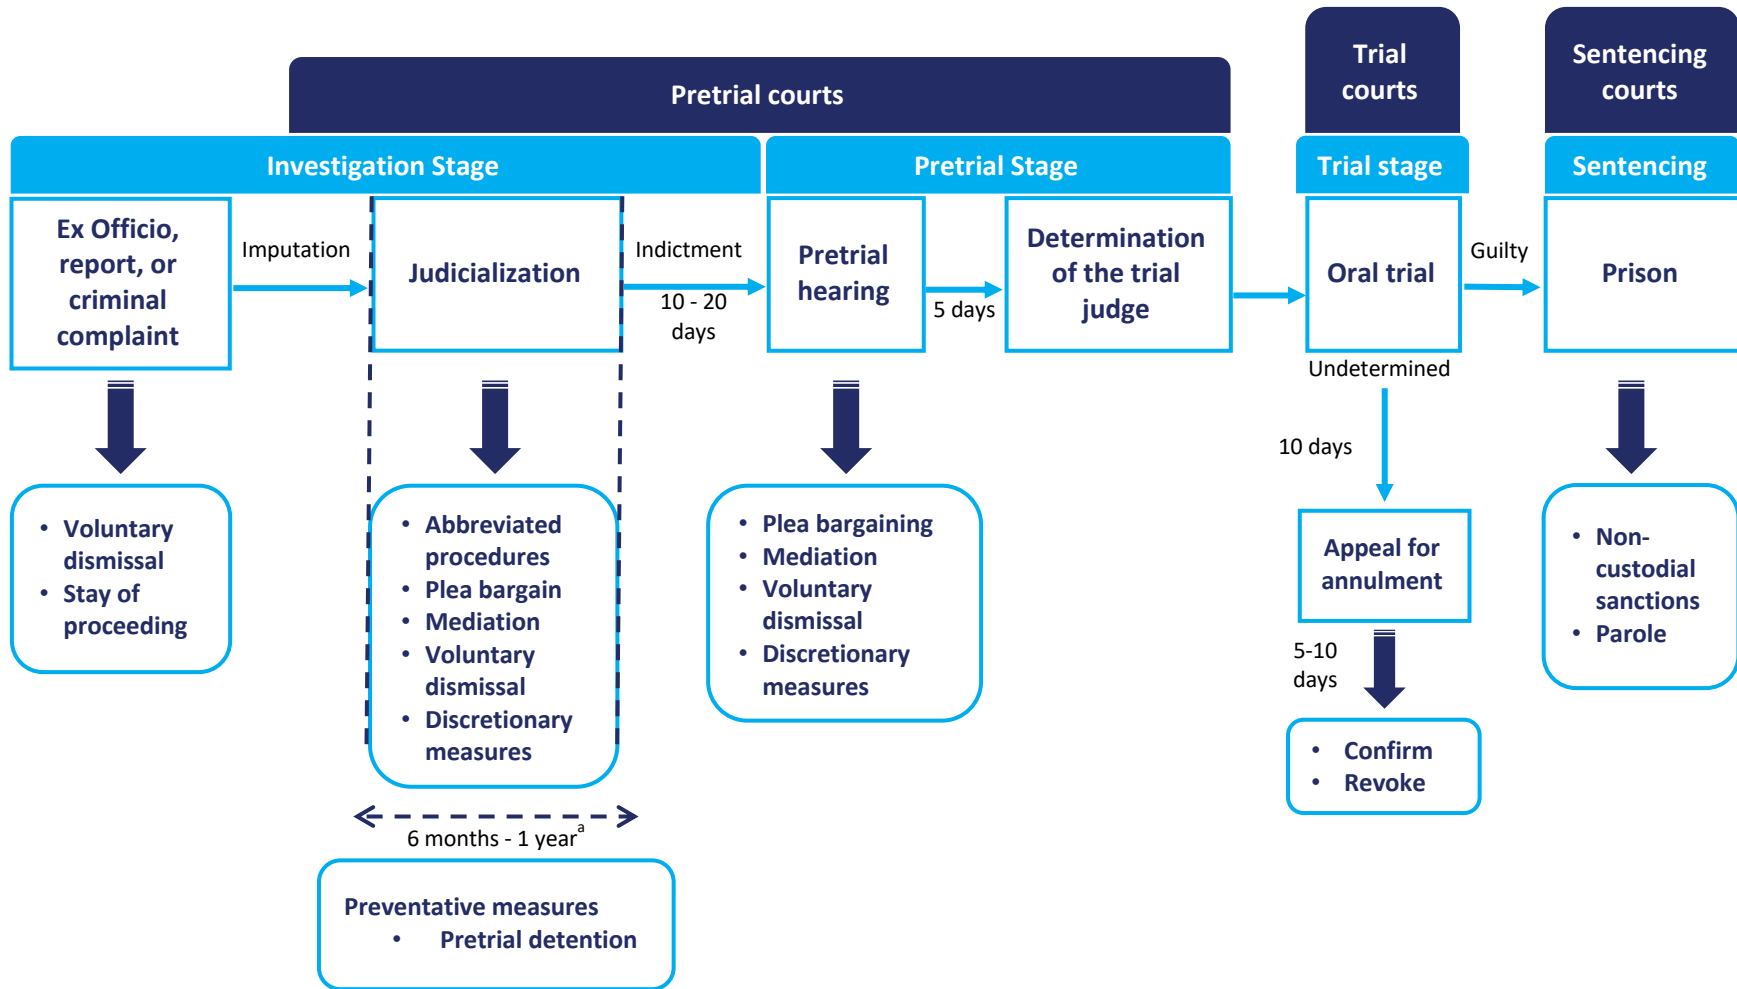 Pretrial courts
Trial
courts
Sentencing
courts
Investigation Stage
Pretrial Stage
Trial stage
Sentencing
Ex Officio,
report, or
criminal
complaint
Imputation
Judicialization
Indictment
10 - 20
days
Pretrial
hearing
5 days
Determination
of the trial
judge
Oral trial
Guilty
Prison
Undetermined
10 days
• Voluntary
dismissal
• Stay of
proceeding
• Abbreviated
procedures
• Plea bargain
• Mediation
• Voluntary
dismissal
• Discretionary
measures
• Plea bargaining
• Mediation
• Voluntary
dismissal
• Discretionary
measures
Appeal for
annulment
5-10
days
• Confirm
• Revoke
• Non-
custodial
sanctions
• Parole
6 months - 1 yearᵃ
Preventative measures
• Pretrial detention